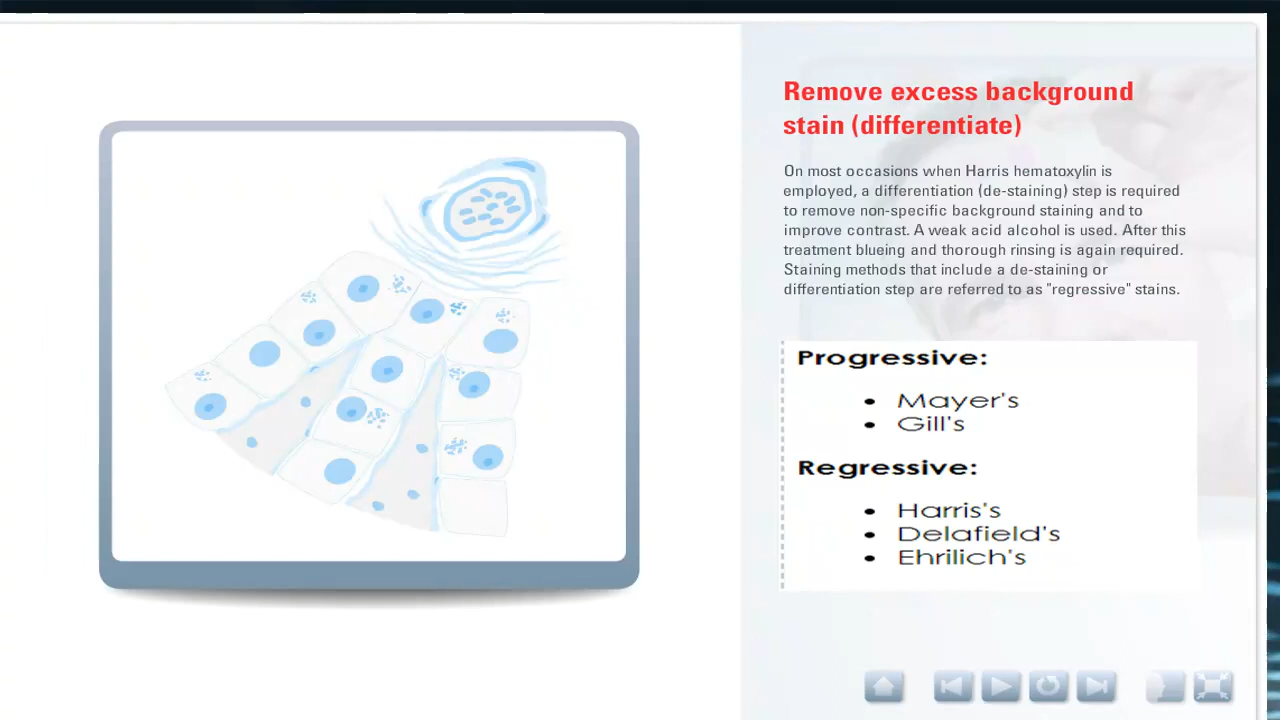 Remove excess background
stain (differentiate)
On most occasions when Harris hematoxylin is
employed, a differentiation (de-staining) step is required
to remove non-specific background staining and to
improve contrast. A weak acid alcohol is used. After this
treatment blueing and thorough rinsing is again required.
Staining methods that include a de-staining or
differentiation step are referred to as "regressive" stains.
Progressive:
• Mayer's
• Gill's
Regressive:
• Harris's
• Delafield's
• Ehrilich's